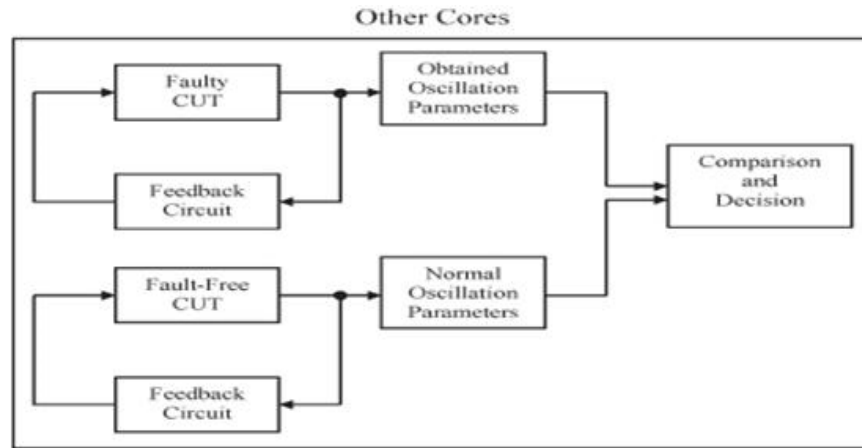 Other Cores
Faulty
CUT
Obtained
Oscillation
Parameters
Feedback
Circuit
Comparison
and
Decision
Fault-Free
CUT
Normal
Oscillation
Parameters
Feedback
Circuit